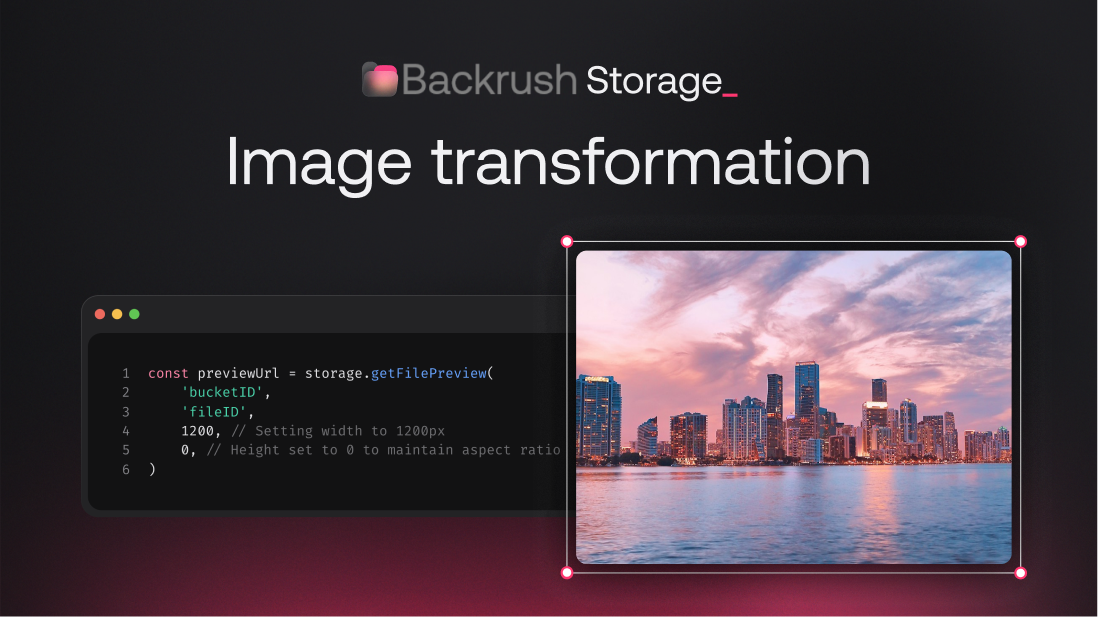 Backrush Storage_
Image transformation
1 const previewUrl = storage.getFilePreview(
2 'bucketID',
3 'fileID',
4 1200, // Setting width to 1200px
5 0, // Height set to 0 to maintain aspect ratio
6 )